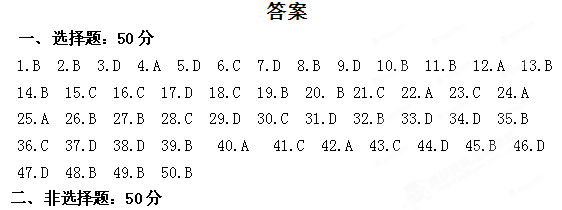 答案
一、选择题：50分
1.B 2.B 3.D 4.A 5.D 6.C 7.D 8.B 9.D 10.B 11.B 12.A 13.B
14.B 15.C 16.C 17.D 18.C 19.B 20. B 21.C 22.A 23.C 24.A
25.A 26.B 27.B 28.C 29.D 30.C 31.D 32.B 33.D 34.D 35.B
36.C 37.D 38.D 39.B 40.A 41.C 42.A 43.C 44.D 45.B 46.D
47.D 48.B 49.B 50.B
二、非选择题：50分